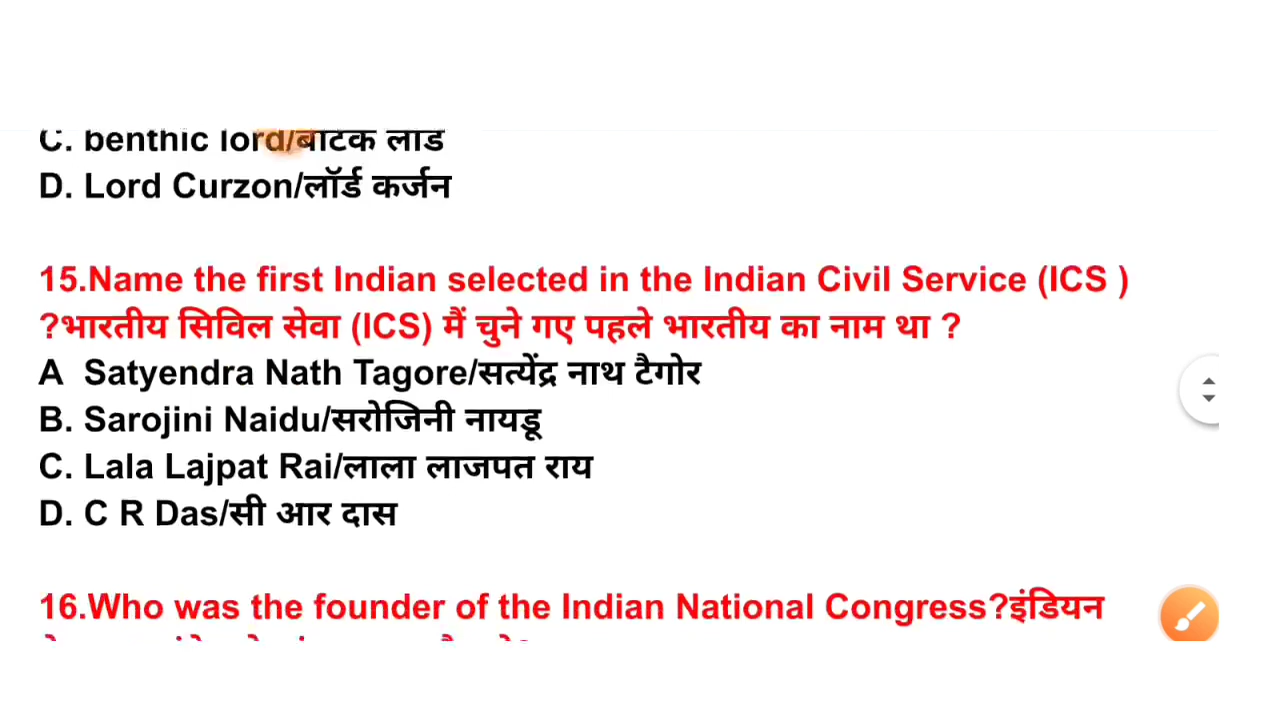 C. benthic lord/बाटक लाड
D. Lord Curzon/लॉर्ड कर्जन
15.Name the first Indian selected in the Indian Civil Service (ICS )
?भारतीय सिविल सेवा (ICS) मैं चुने गए पहले भारतीय का नाम था ?
A Satyendra Nath Tagore/सत्येंद्र नाथ टैगोर
B. Sarojini Naidu/सरोजिनी नायडू
C. Lala Lajpat Rai/लाला लाजपत राय
D. C R Das/सी आर दास
16.Who was the founder of the Indian National Congress?इंडियन